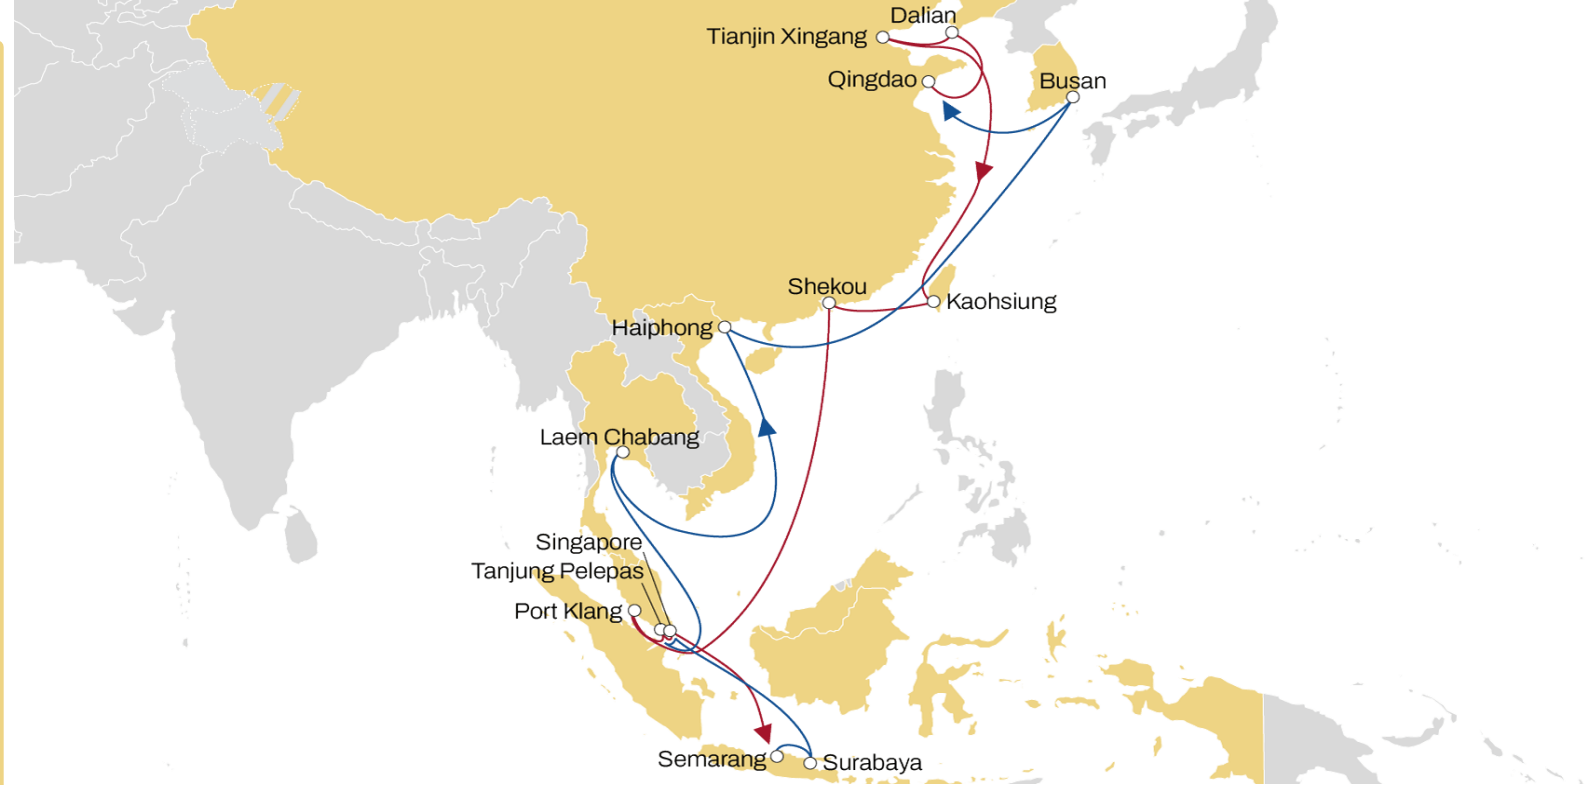 Dalian
Tianjin Xingang
Qingdao
Busan
Shekou
Kaohsiung
Haiphong
Laem Chabang
Singapore
Tanjung Pelepas
Port Klang
Semarang
Surabaya